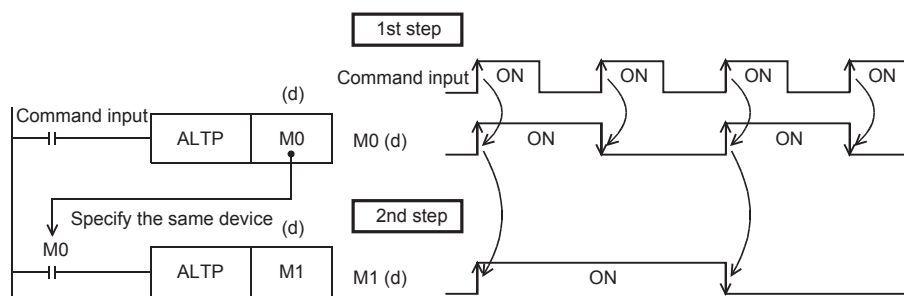 1st step
Command input
ON ON ON ON
Command input
(d)
ALTP M0
M0 (d)
ON ON
Specify the same device
2nd step
M0
(d)
ALTP M1
M1 (d)
ON